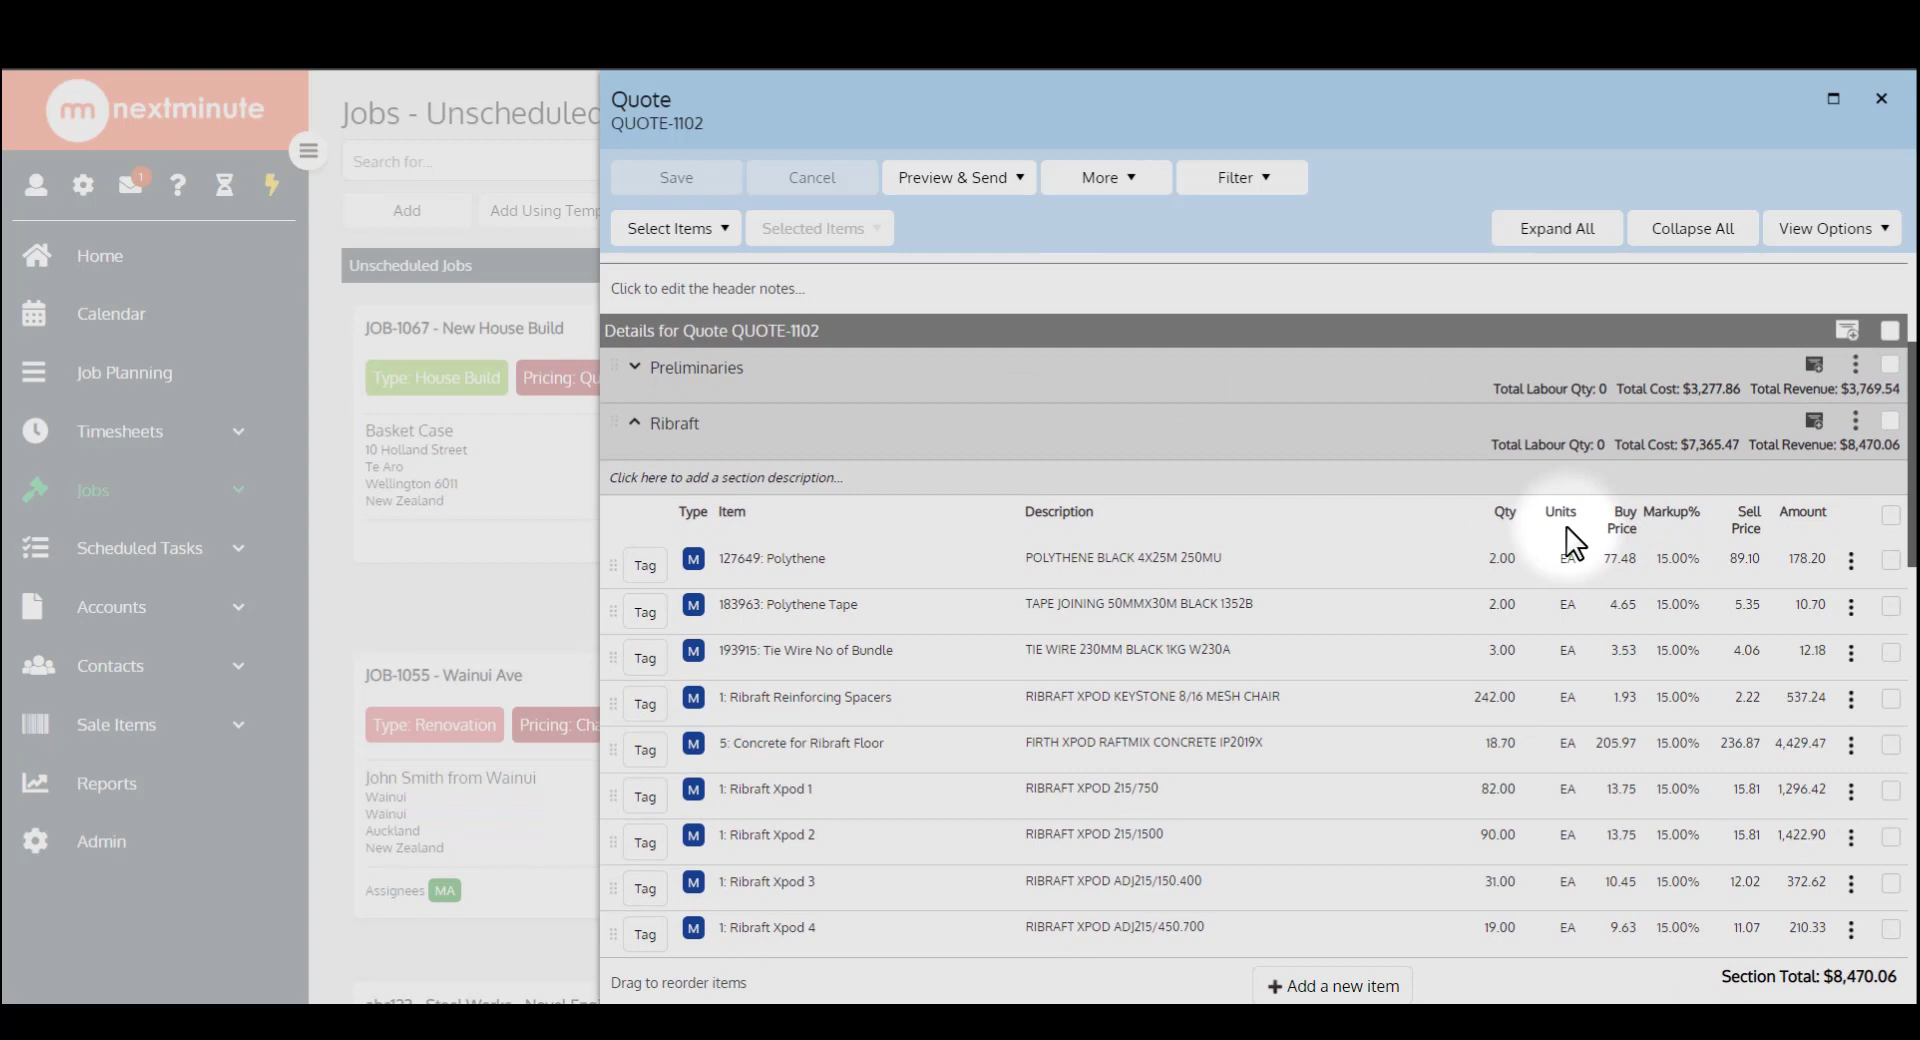 nextminute
1
Home
Calendar
Job Planning
Timesheets
Jobs
Scheduled Tasks
Accounts
Contacts
Sale Items
Reports
Admin
Jobs - Unscheduled
Search for...
Add
Add Using Temp
Unscheduled Jobs
JOB-1067 - New House Build
Type: House Build
Pricing: Qu
Basket Case
10 Holland Street
Te Aro
Wellington 6011
New Zealand
JOB-1055 - Wainui Ave
Type: Renovation
Pricing: Cha
John Smith from Wainui
Wainui
Wainui
Auckland
New Zealand
Assignees MA
Quote
QUOTE-1102
Save Cancel Preview & Send More Filter
Select Items Selected Items Expand All Collapse All View Options
Click to edit the header notes...
Details for Quote QUOTE-1102
Preliminaries
Total Labour Qty: 0 Total Cost: $3,277.86 Total Revenue: $3,769.54
Ribraft
Total Labour Qty: 0 Total Cost: $7,365.47 Total Revenue: $8,470.06
Click here to add a section description...
Type Item Description Qty Units Buy Price Markup% Sell Price Amount
Tag M 127649: Polythene POLYTHENE BLACK 4X25M 250MU 2.00 EA 77.48 15.00% 89.10 178.20
Tag M 183963: Polythene Tape TAPE JOINING 50MMX30M BLACK 1352B 2.00 EA 4.65 15.00% 5.35 10.70
Tag M 193915: Tie Wire No of Bundle TIE WIRE 230MM BLACK 1KG W230A 3.00 EA 3.53 15.00% 4.06 12.18
Tag M 1: Ribraft Reinforcing Spacers RIBRAFT XPOD KEYSTONE 8/16 MESH CHAIR 242.00 EA 1.93 15.00% 2.22 537.24
Tag M 5: Concrete for Ribraft Floor FIRTH XPOD RAFTMIX CONCRETE IP2019X 18.70 EA 205.97 15.00% 236.87 4,429.47
Tag M 1: Ribraft Xpod 1 RIBRAFT XPOD 215/750 82.00 EA 13.75 15.00% 15.81 1,296.42
Tag M 1: Ribraft Xpod 2 RIBRAFT XPOD 215/1500 90.00 EA 13.75 15.00% 15.81 1,422.90
Tag M 1: Ribraft Xpod 3 RIBRAFT XPOD ADJ215/150.400 31.00 EA 10.45 15.00% 12.02 372.62
Tag M 1: Ribraft Xpod 4 RIBRAFT XPOD ADJ215/450.700 19.00 EA 9.63 15.00% 11.07 210.33
Drag to reorder items
Add a new item
Section Total: $8,470.06